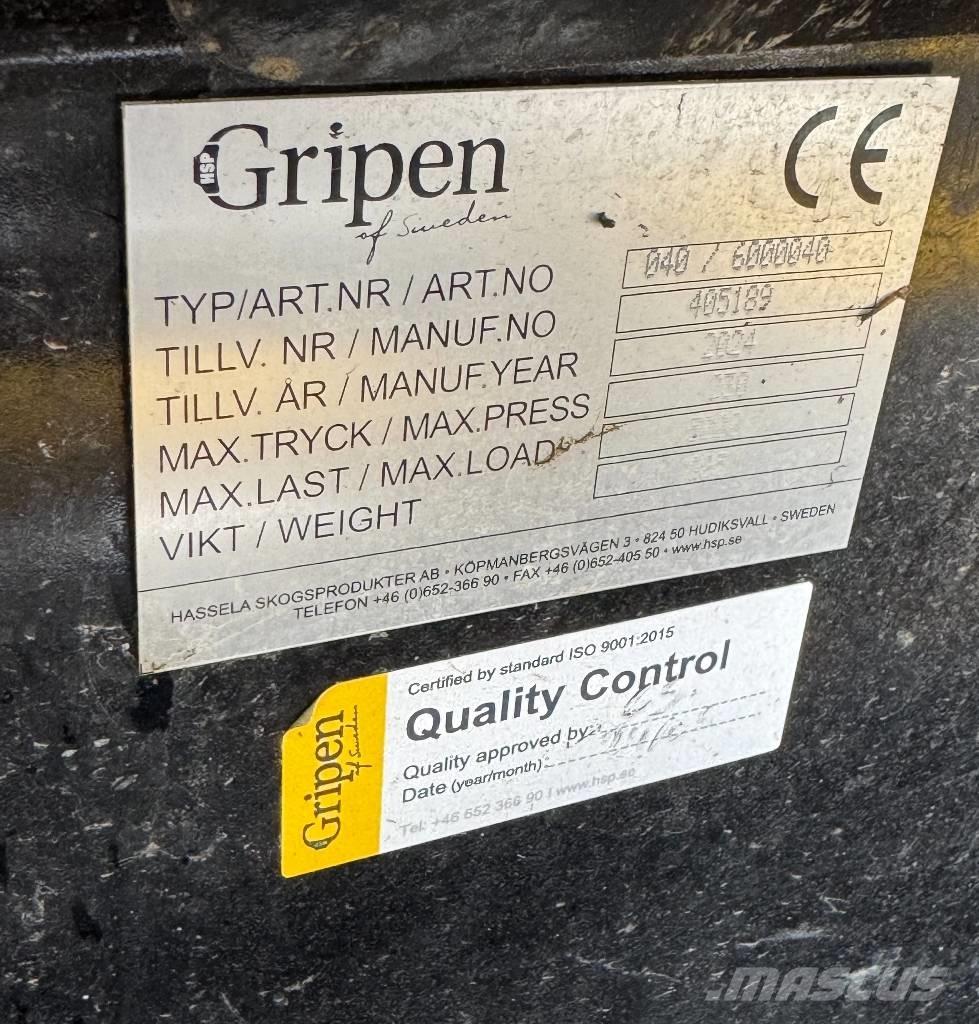 HSP Gripen
of Sweden
CE
TYP/ART.NR / ART.NO 040 / 6000040
TILLV. NR / MANUF.NO 405189
TILLV. ÅR / MANUF.YEAR 2024
MAX.TRYCK / MAX.PRESS
MAX.LAST / MAX.LOAD
VIKT / WEIGHT
HASSELA SKOGSPRODUKTER AB • KÖPMANBERGSVÄGEN 3 • 824 50 HUDIKSVALL • SWEDEN
TELEFON +46 (0)652-366 90 • FAX +46 (0)652-405 50 • www.hsp.se
Gripen
of Sweden
Certified by standard ISO 9001:2015
Quality Control
Quality approved by:
Date (year/month):
Tel: +46 652 366 90 | www.hsp.se
mascus